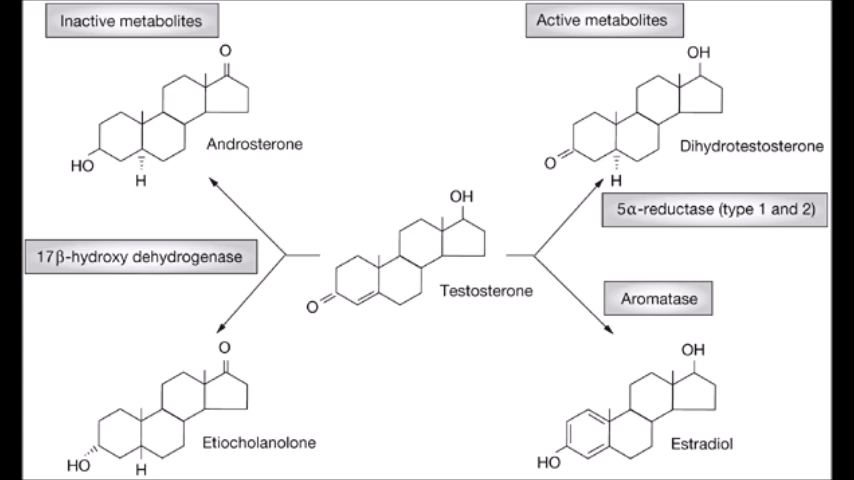 Inactive metabolites
Active metabolites
O
OH
Androsterone
Dihydrotestosterone
HO
O
H
H
OH
5α-reductase (type 1 and 2)
17β-hydroxy dehydrogenase
Testosterone
Aromatase
O
O
OH
Etiocholanolone
Estradiol
HO
HO
H